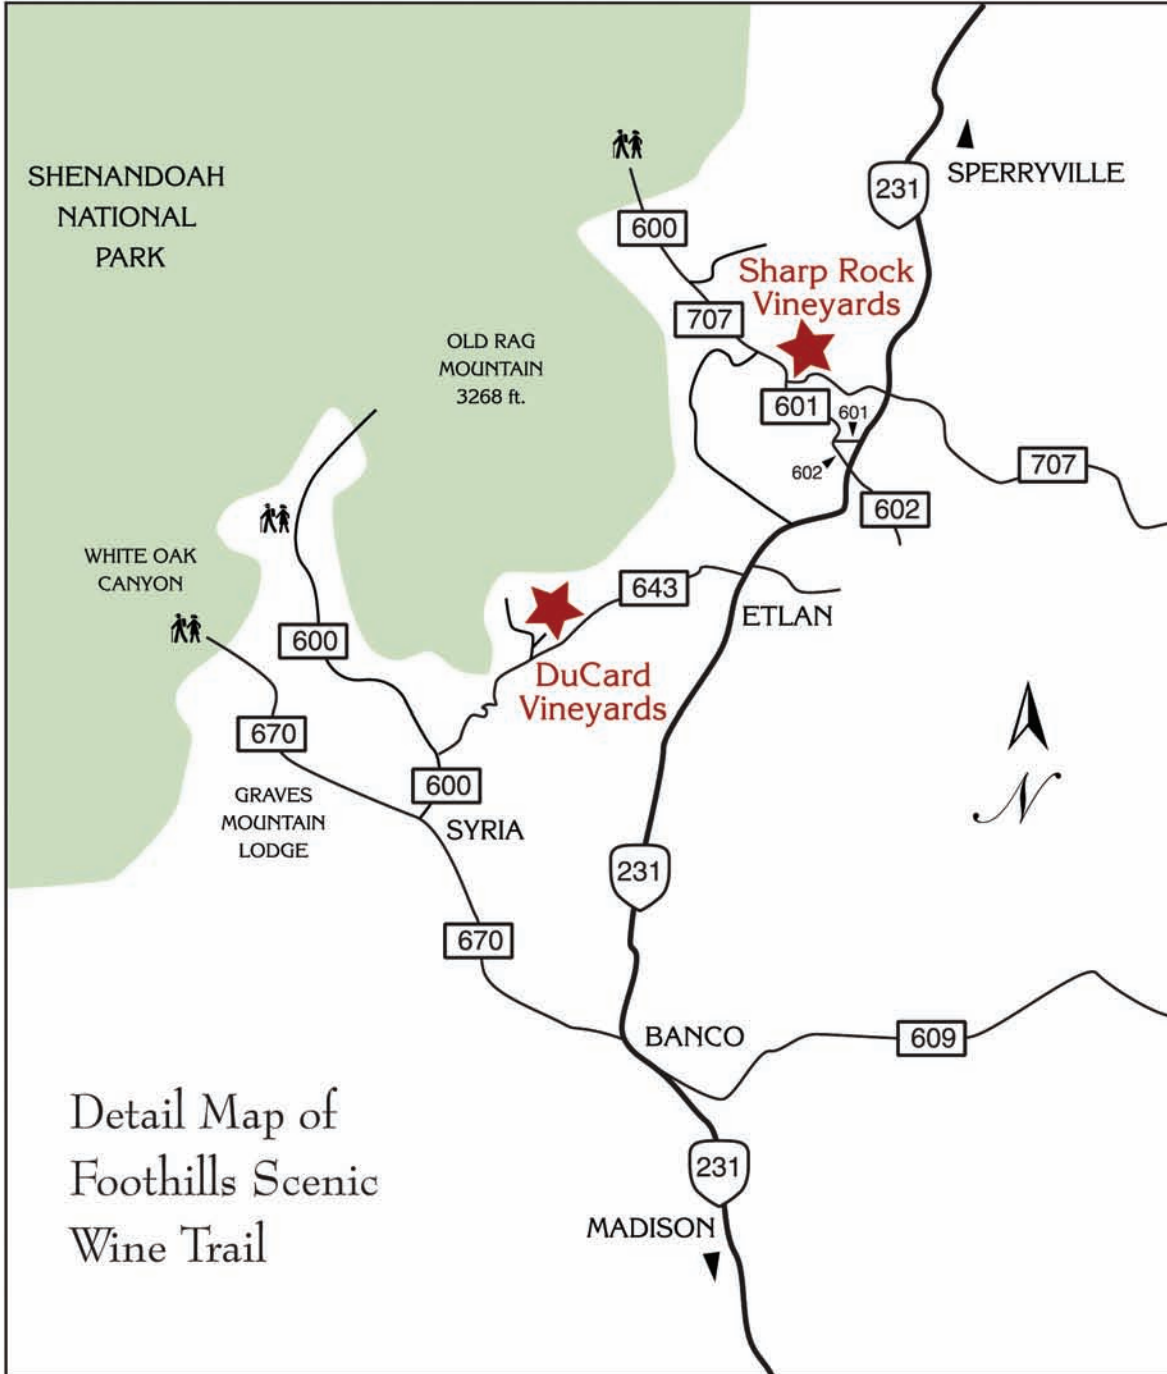 SPERRYVILLE
231
SHENANDOAH
NATIONAL
PARK
600
Sharp Rock
Vineyards
707
OLD RAG
MOUNTAIN
3268 ft.
601
601
602
707
602
WHITE OAK
CANYON
643
ETLAN
600
DuCard
Vineyards
670
600
GRAVES
MOUNTAIN
LODGE
SYRIA
N
231
670
BANCO
609
Detail Map of
Foothills Scenic
Wine Trail
231
MADISON